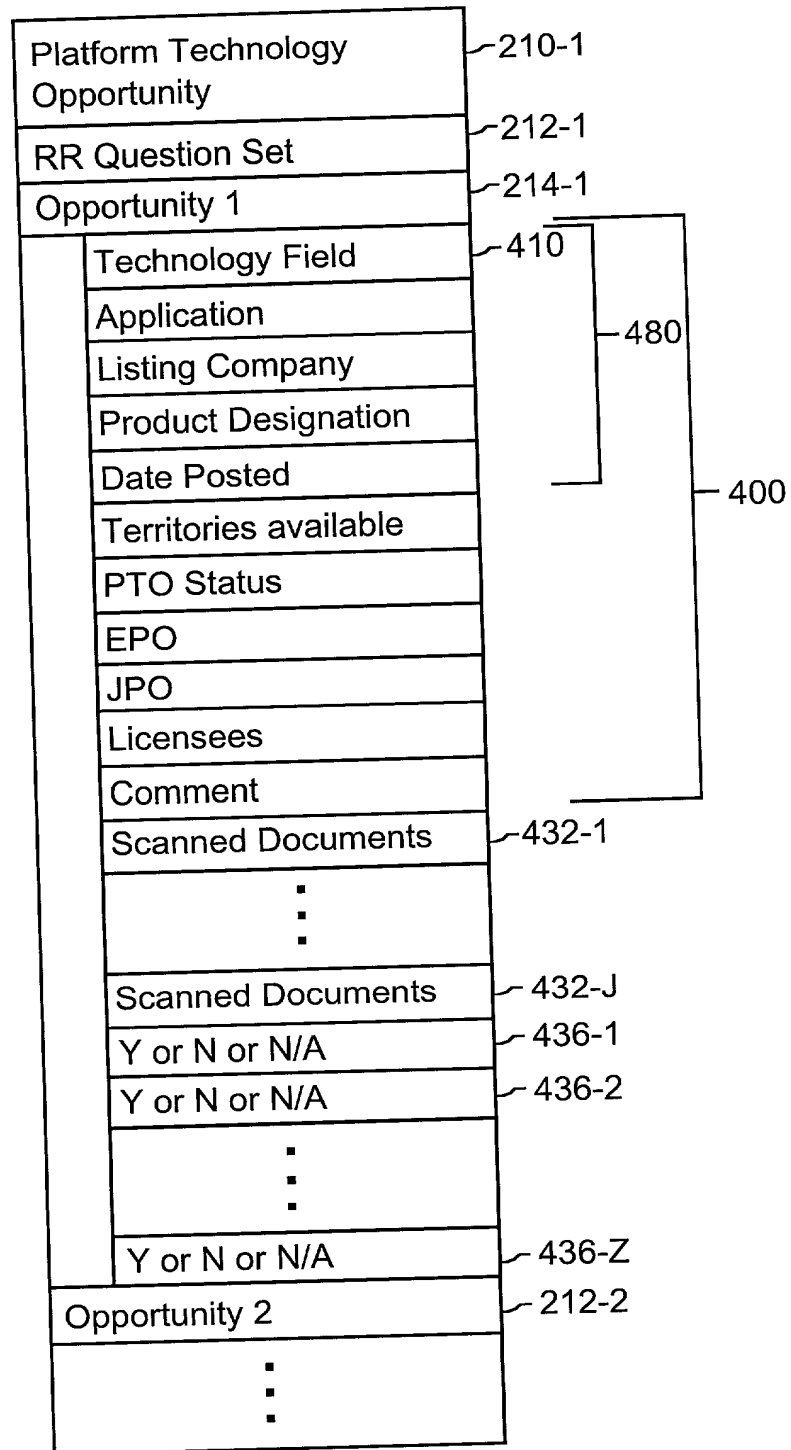 Platform Technology
Opportunity
210-1
RR Question Set
212-1
Opportunity 1
214-1
Technology Field
410
Application
Listing Company
480
Product Designation
Date Posted
400
Territories available
PTO Status
EPO
JPO
Licensees
Comment
Scanned Documents
432-1
Scanned Documents
432-J
Y or N or N/A
436-1
Y or N or N/A
436-2
Y or N or N/A
436-Z
Opportunity 2
212-2